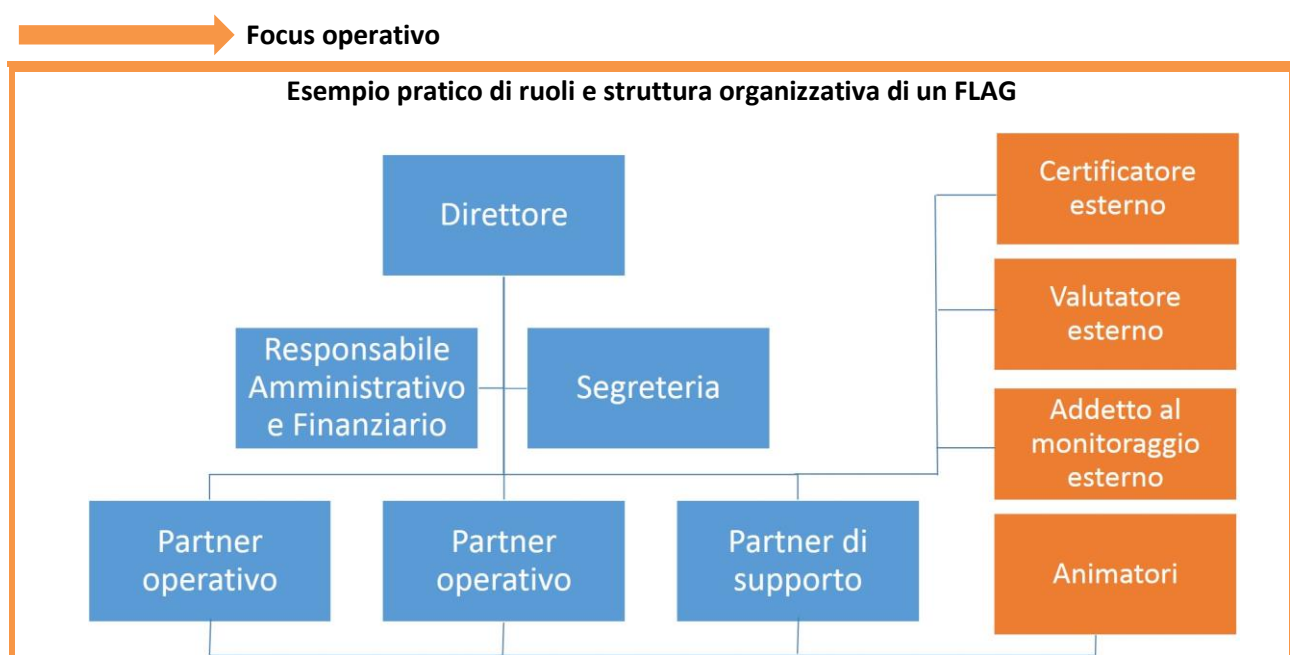 Focus operativo
Esempio pratico di ruoli e struttura organizzativa di un FLAG
Direttore
Certificatore
esterno
Valutatore
esterno
Responsabile
Amministrativo
e Finanziario
Segreteria
Addetto al
monitoraggio
esterno
Partner
operativo
Partner
operativo
Partner di
supporto
Animatori